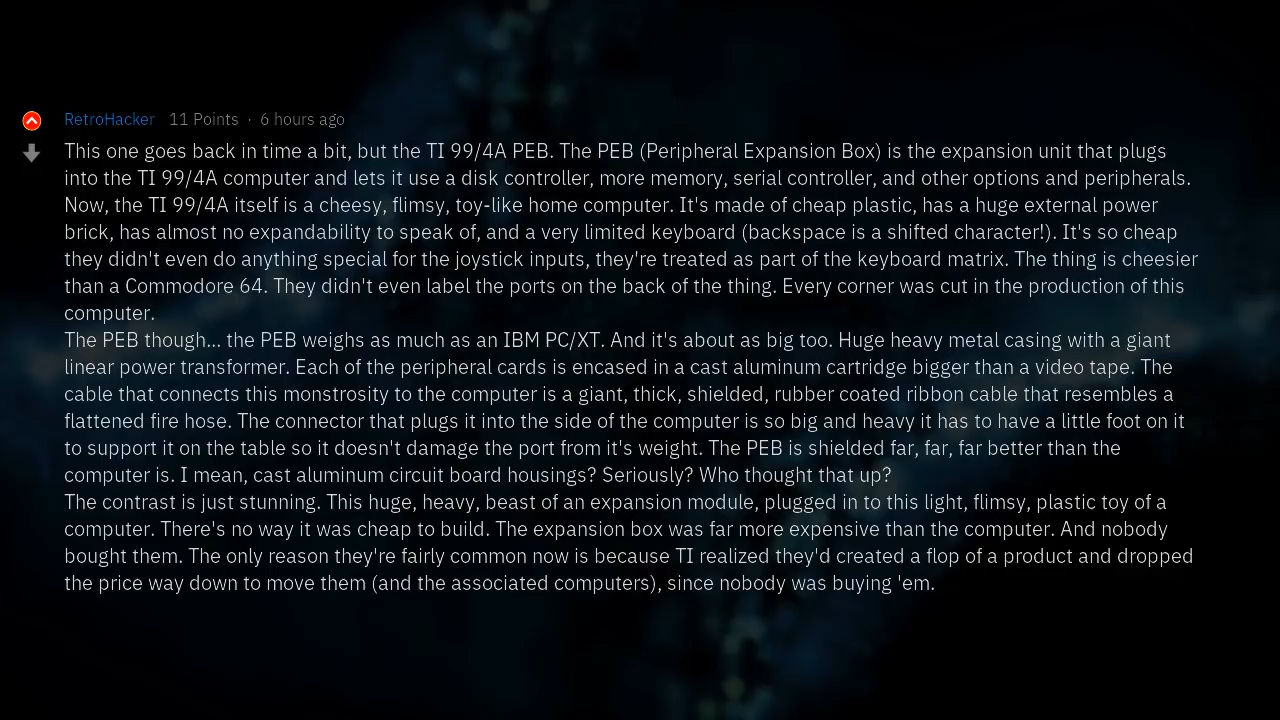 RetroHacker 11 Points · 6 hours ago
This one goes back in time a bit, but the TI 99/4A PEB. The PEB (Peripheral Expansion Box) is the expansion unit that plugs
into the TI 99/4A computer and lets it use a disk controller, more memory, serial controller, and other options and peripherals.
Now, the TI 99/4A itself is a cheesy, flimsy, toy-like home computer. It's made of cheap plastic, has a huge external power
brick, has almost no expandability to speak of, and a very limited keyboard (backspace is a shifted character!). It's so cheap
they didn't even do anything special for the joystick inputs, they're treated as part of the keyboard matrix. The thing is cheesier
than a Commodore 64. They didn't even label the ports on the back of the thing. Every corner was cut in the production of this
computer.
The PEB though... the PEB weighs as much as an IBM PC/XT. And it's about as big too. Huge heavy metal casing with a giant
linear power transformer. Each of the peripheral cards is encased in a cast aluminum cartridge bigger than a video tape. The
cable that connects this monstrosity to the computer is a giant, thick, shielded, rubber coated ribbon cable that resembles a
flattened fire hose. The connector that plugs it into the side of the computer is so big and heavy it has to have a little foot on it
to support it on the table so it doesn't damage the port from it's weight. The PEB is shielded far, far, far better than the
computer is. I mean, cast aluminum circuit board housings? Seriously? Who thought that up?
The contrast is just stunning. This huge, heavy, beast of an expansion module, plugged in to this light, flimsy, plastic toy of a
computer. There's no way it was cheap to build. The expansion box was far more expensive than the computer. And nobody
bought them. The only reason they're fairly common now is because TI realized they'd created a flop of a product and dropped
the price way down to move them (and the associated computers), since nobody was buying 'em.